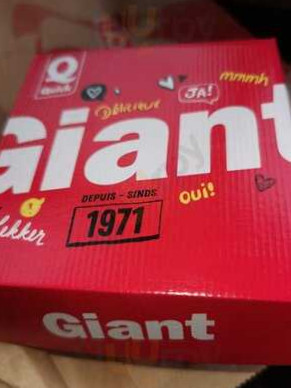 Quick
mmmh
JA!
Délicieux
Giant
DEPUIS - SINDS
1971
oui!
lekker
Giant